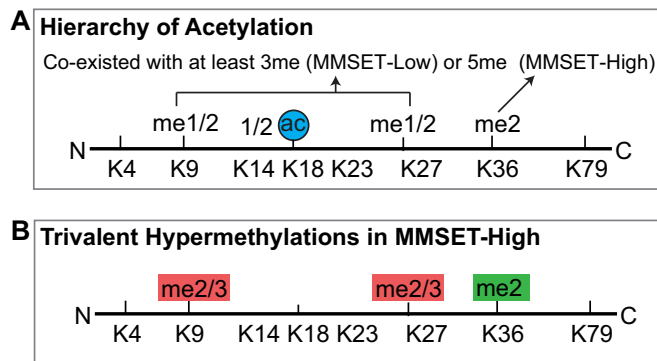 A Hierarchy of Acetylation
Co-existed with at least 3me (MMSET-Low) or 5me (MMSET-High)
me1/2 1/2 ac me1/2 me2
N C
K4 K9 K14 K18 K23 K27 K36 K79
B Trivalent Hypermethylations in MMSET-High
me2/3 me2/3 me2
N C
K4 K9 K14 K18 K23 K27 K36 K79